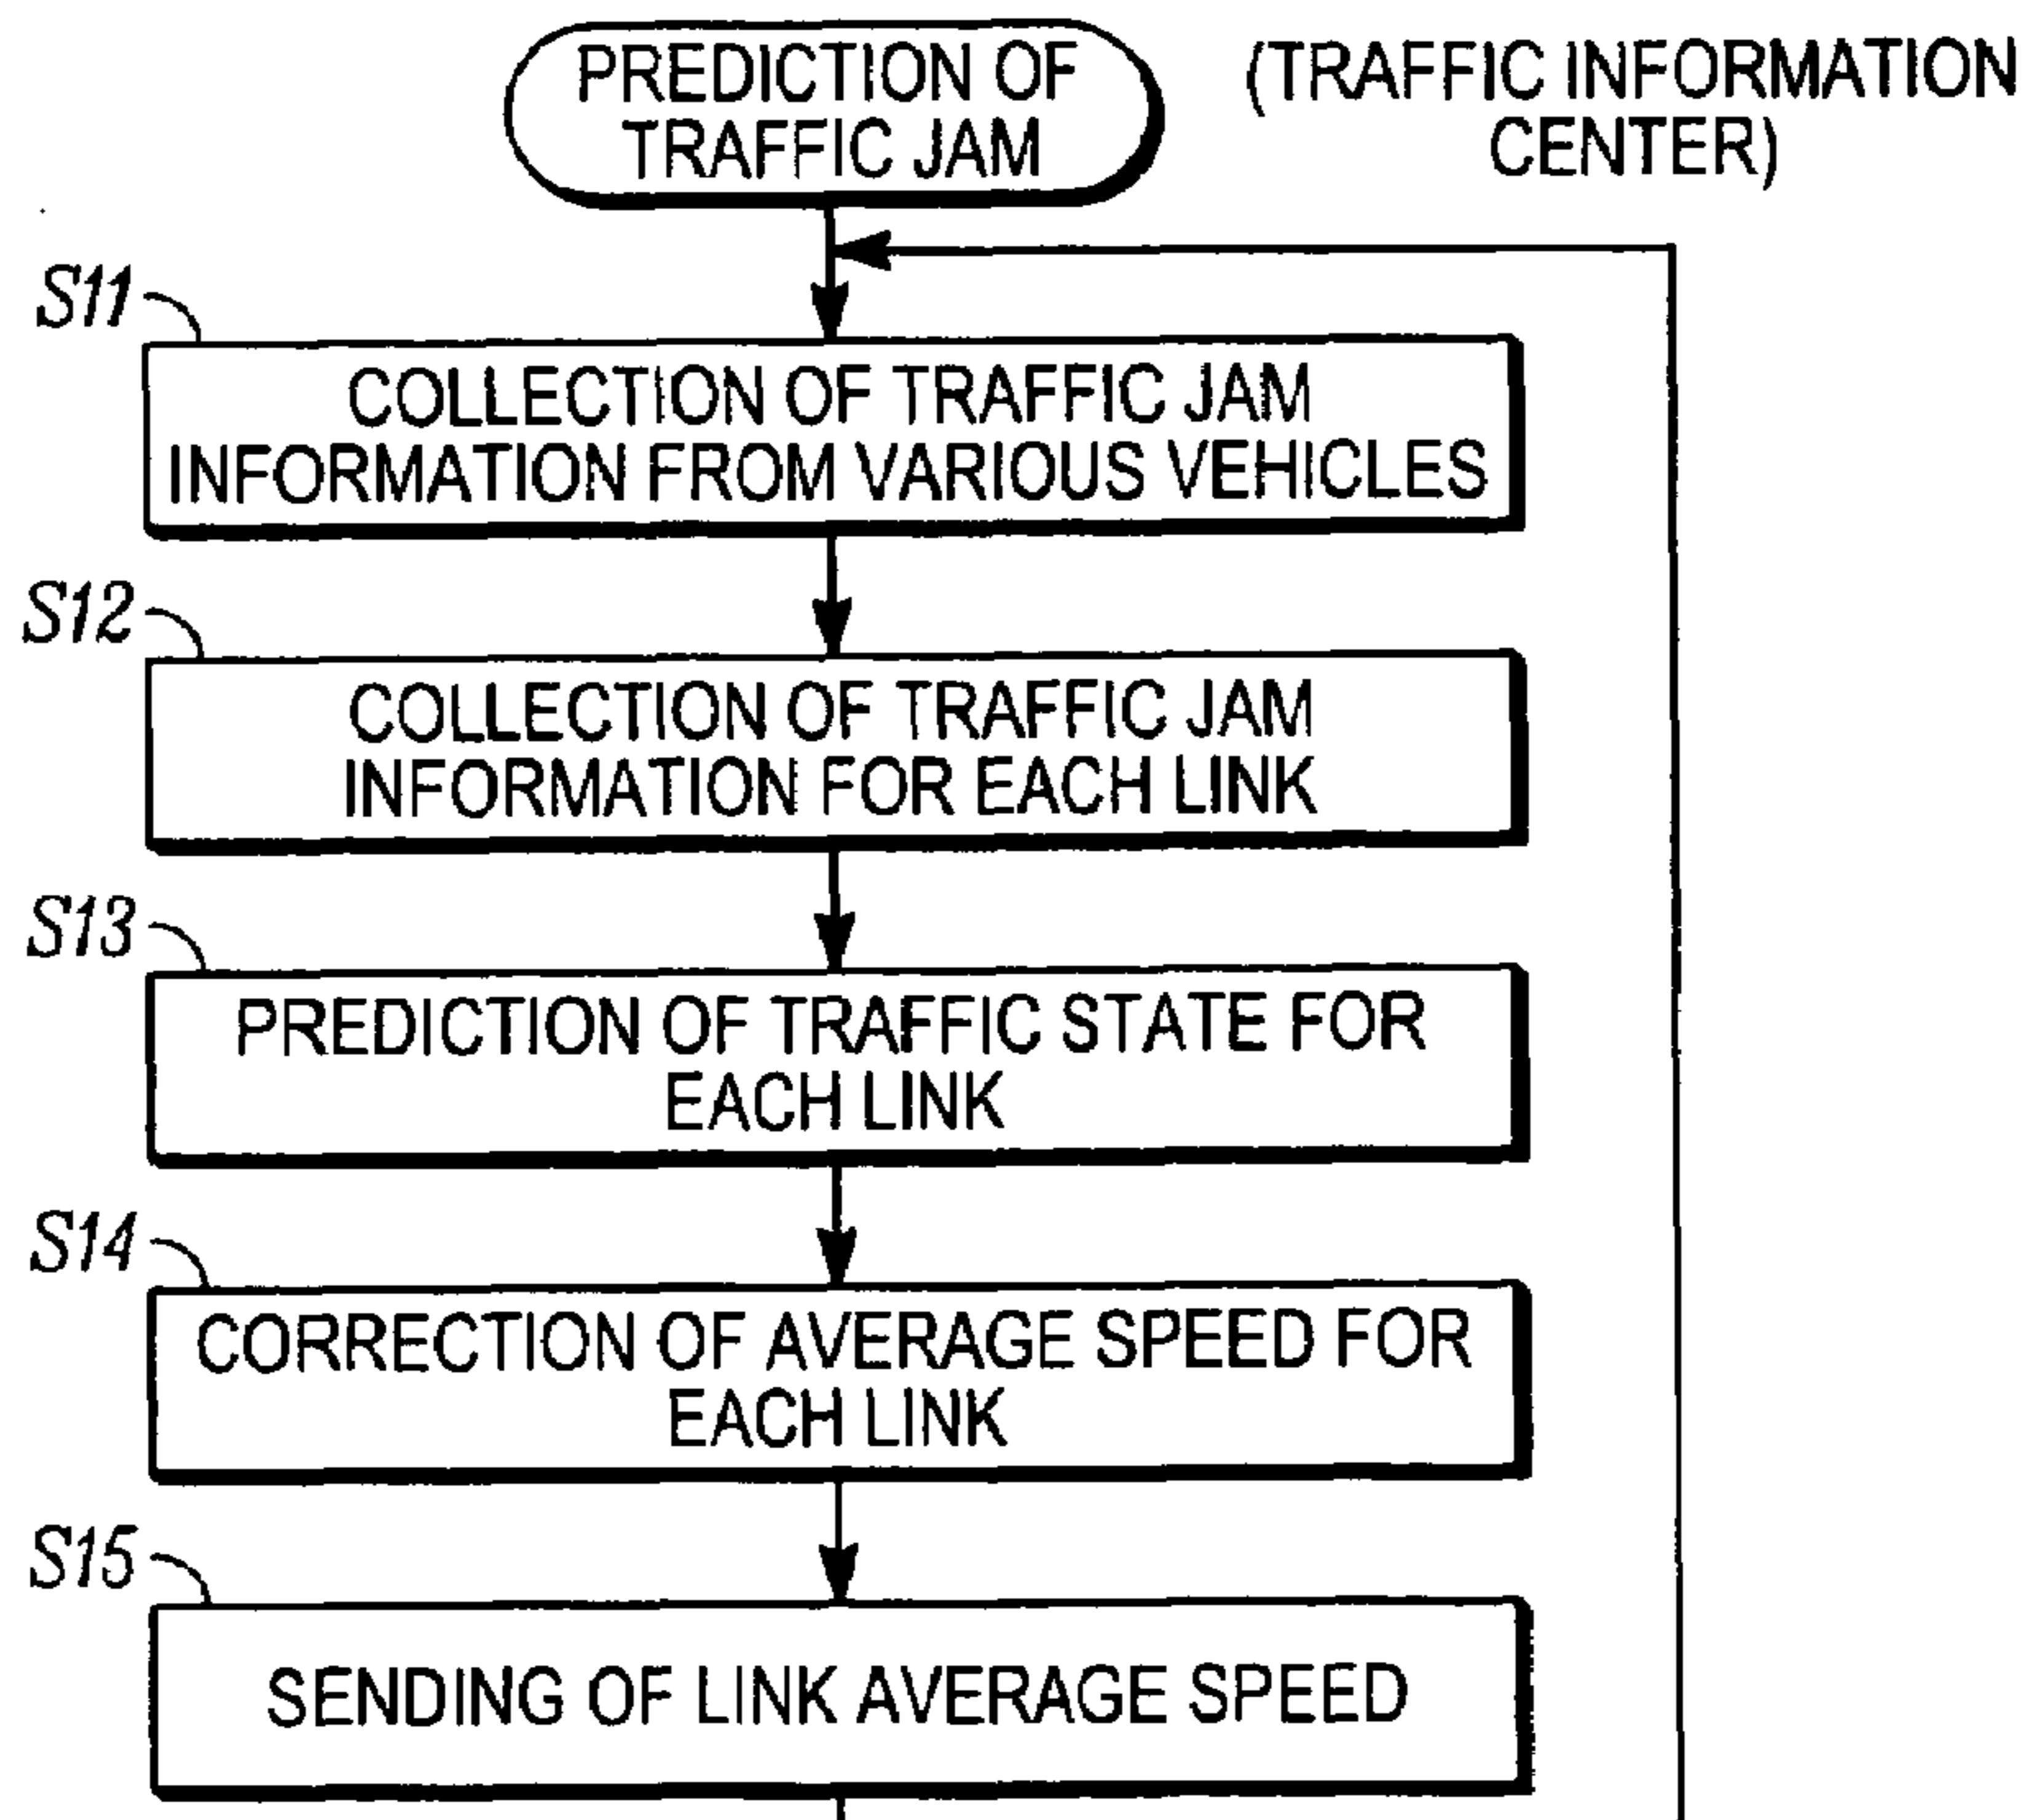 PREDICTION OF
TRAFFIC JAM
(TRAFFIC INFORMATION
CENTER)
S11
COLLECTION OF TRAFFIC JAM
INFORMATION FROM VARIOUS VEHICLES
S12
COLLECTION OF TRAFFIC JAM
INFORMATION FOR EACH LINK
S13
PREDICTION OF TRAFFIC STATE FOR
EACH LINK
S14
CORRECTION OF AVERAGE SPEED FOR
EACH LINK
S15
SENDING OF LINK AVERAGE SPEED